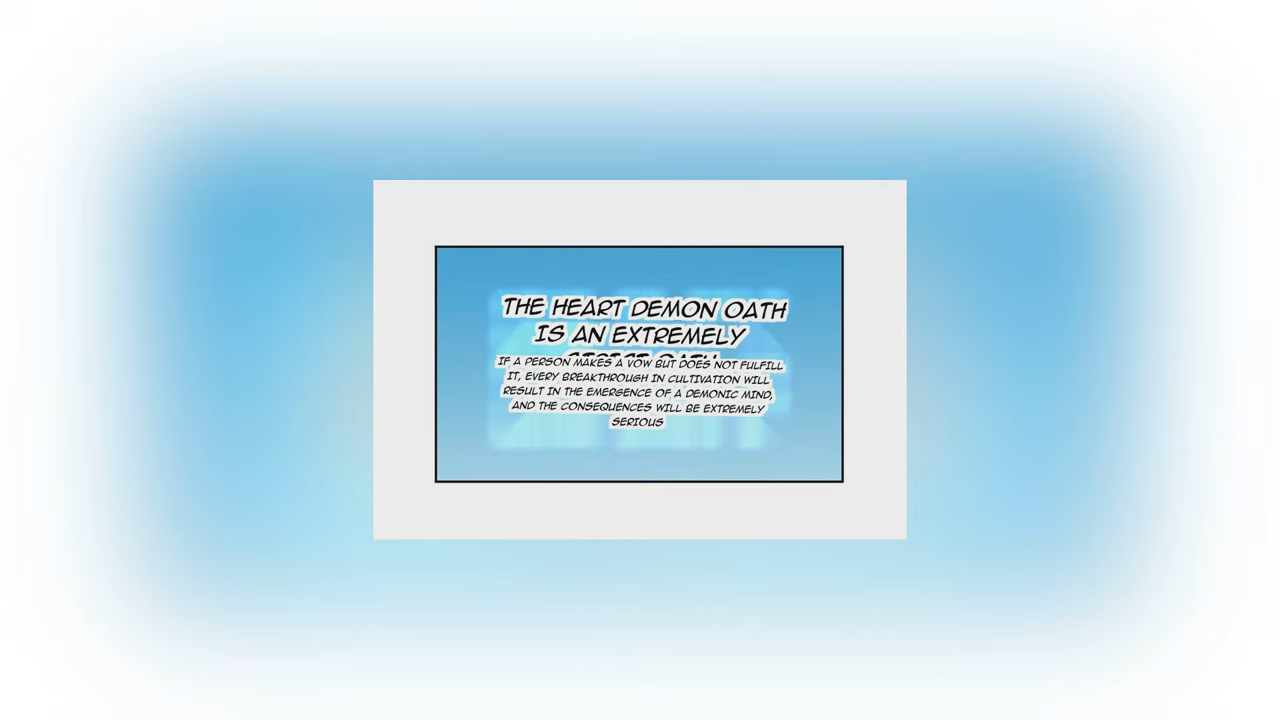 THE HEART DEMON OATH
IS AN EXTREMELY
IF A PERSON MAKES A VOW BUT DOES NOT FULFILL
IT, EVERY BREAKTHROUGH IN CULTIVATION WILL
RESULT IN THE EMERGENCE OF A DEMONIC MIND,
AND THE CONSEQUENCES WILL BE EXTREMELY
SERIOUS